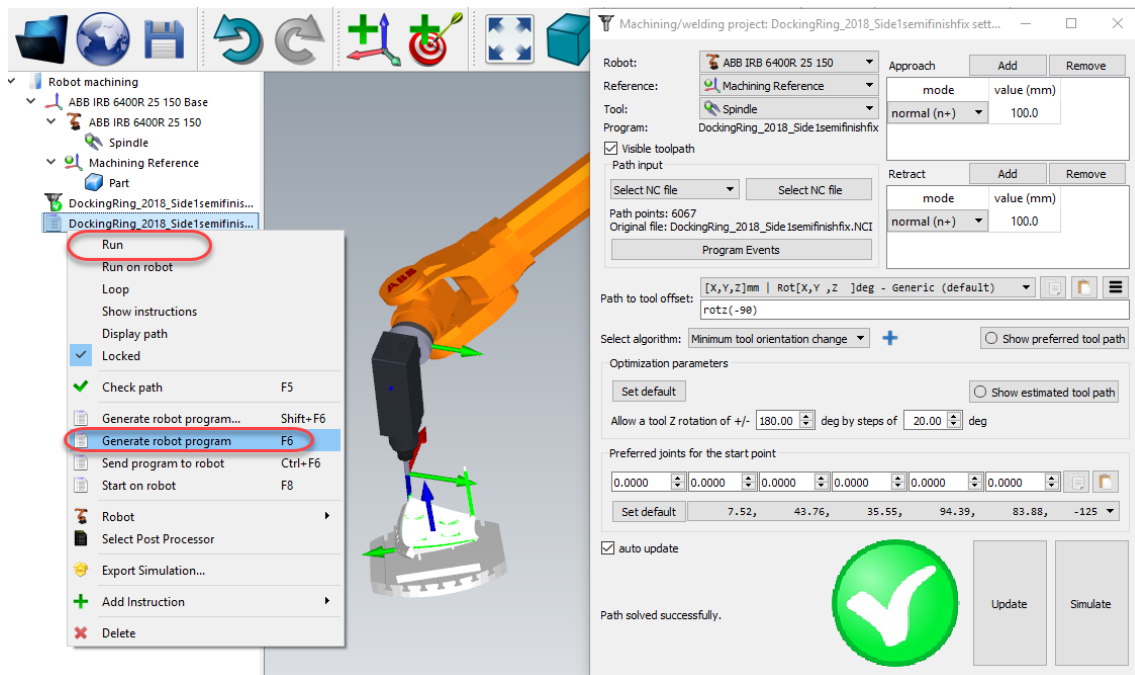 Robot machining
ABB IRB 6400R 25 150 Base
ABB IRB 6400R 25 150
Spindle
Machining Reference
Part
DockingRing_2018_Side1semifinis...
DockingRing_2018_Side1semifinis...
Run
Run on robot
Loop
Show instructions
Display path
Locked
Check path F5
Generate robot program... Shift+F6
Generate robot program F6
Send program to robot Ctrl+F6
Start on robot F8
Robot
Select Post Processor
Export Simulation...
Add Instruction
Delete
ABB
Machining/welding project: DockingRing_2018_Side1semifinishfix sett...
Robot: ABB IRB 6400R 25 150
Reference: Machining Reference
Tool: Spindle
Program: DockingRing_2018_Side1semifinishfix
Visible toolpath
Path input
Select NC file Select NC file
Path points: 6067
Original file: DockingRing_2018_Side1semifinishfix.NCI
Program Events
Approach Add Remove
mode value (mm)
normal (n+) 100.0
Retract Add Remove
mode value (mm)
normal (n+) 100.0
Path to tool offset: [X,Y,Z]mm | Rot[X,Y ,Z ]deg - Generic (default)
rotz(-90)
Select algorithm: Minimum tool orientation change Show preferred tool path
Optimization parameters
Set default Show estimated tool path
Allow a tool Z rotation of +/- 180.00 deg by steps of 20.00 deg
Preferred joints for the start point
0.0000 0.0000 0.0000 0.0000 0.0000 0.0000
Set default 7.52, 43.76, 35.55, 94.39, 83.88, -125
auto update
Path solved successfully.
Update Simulate